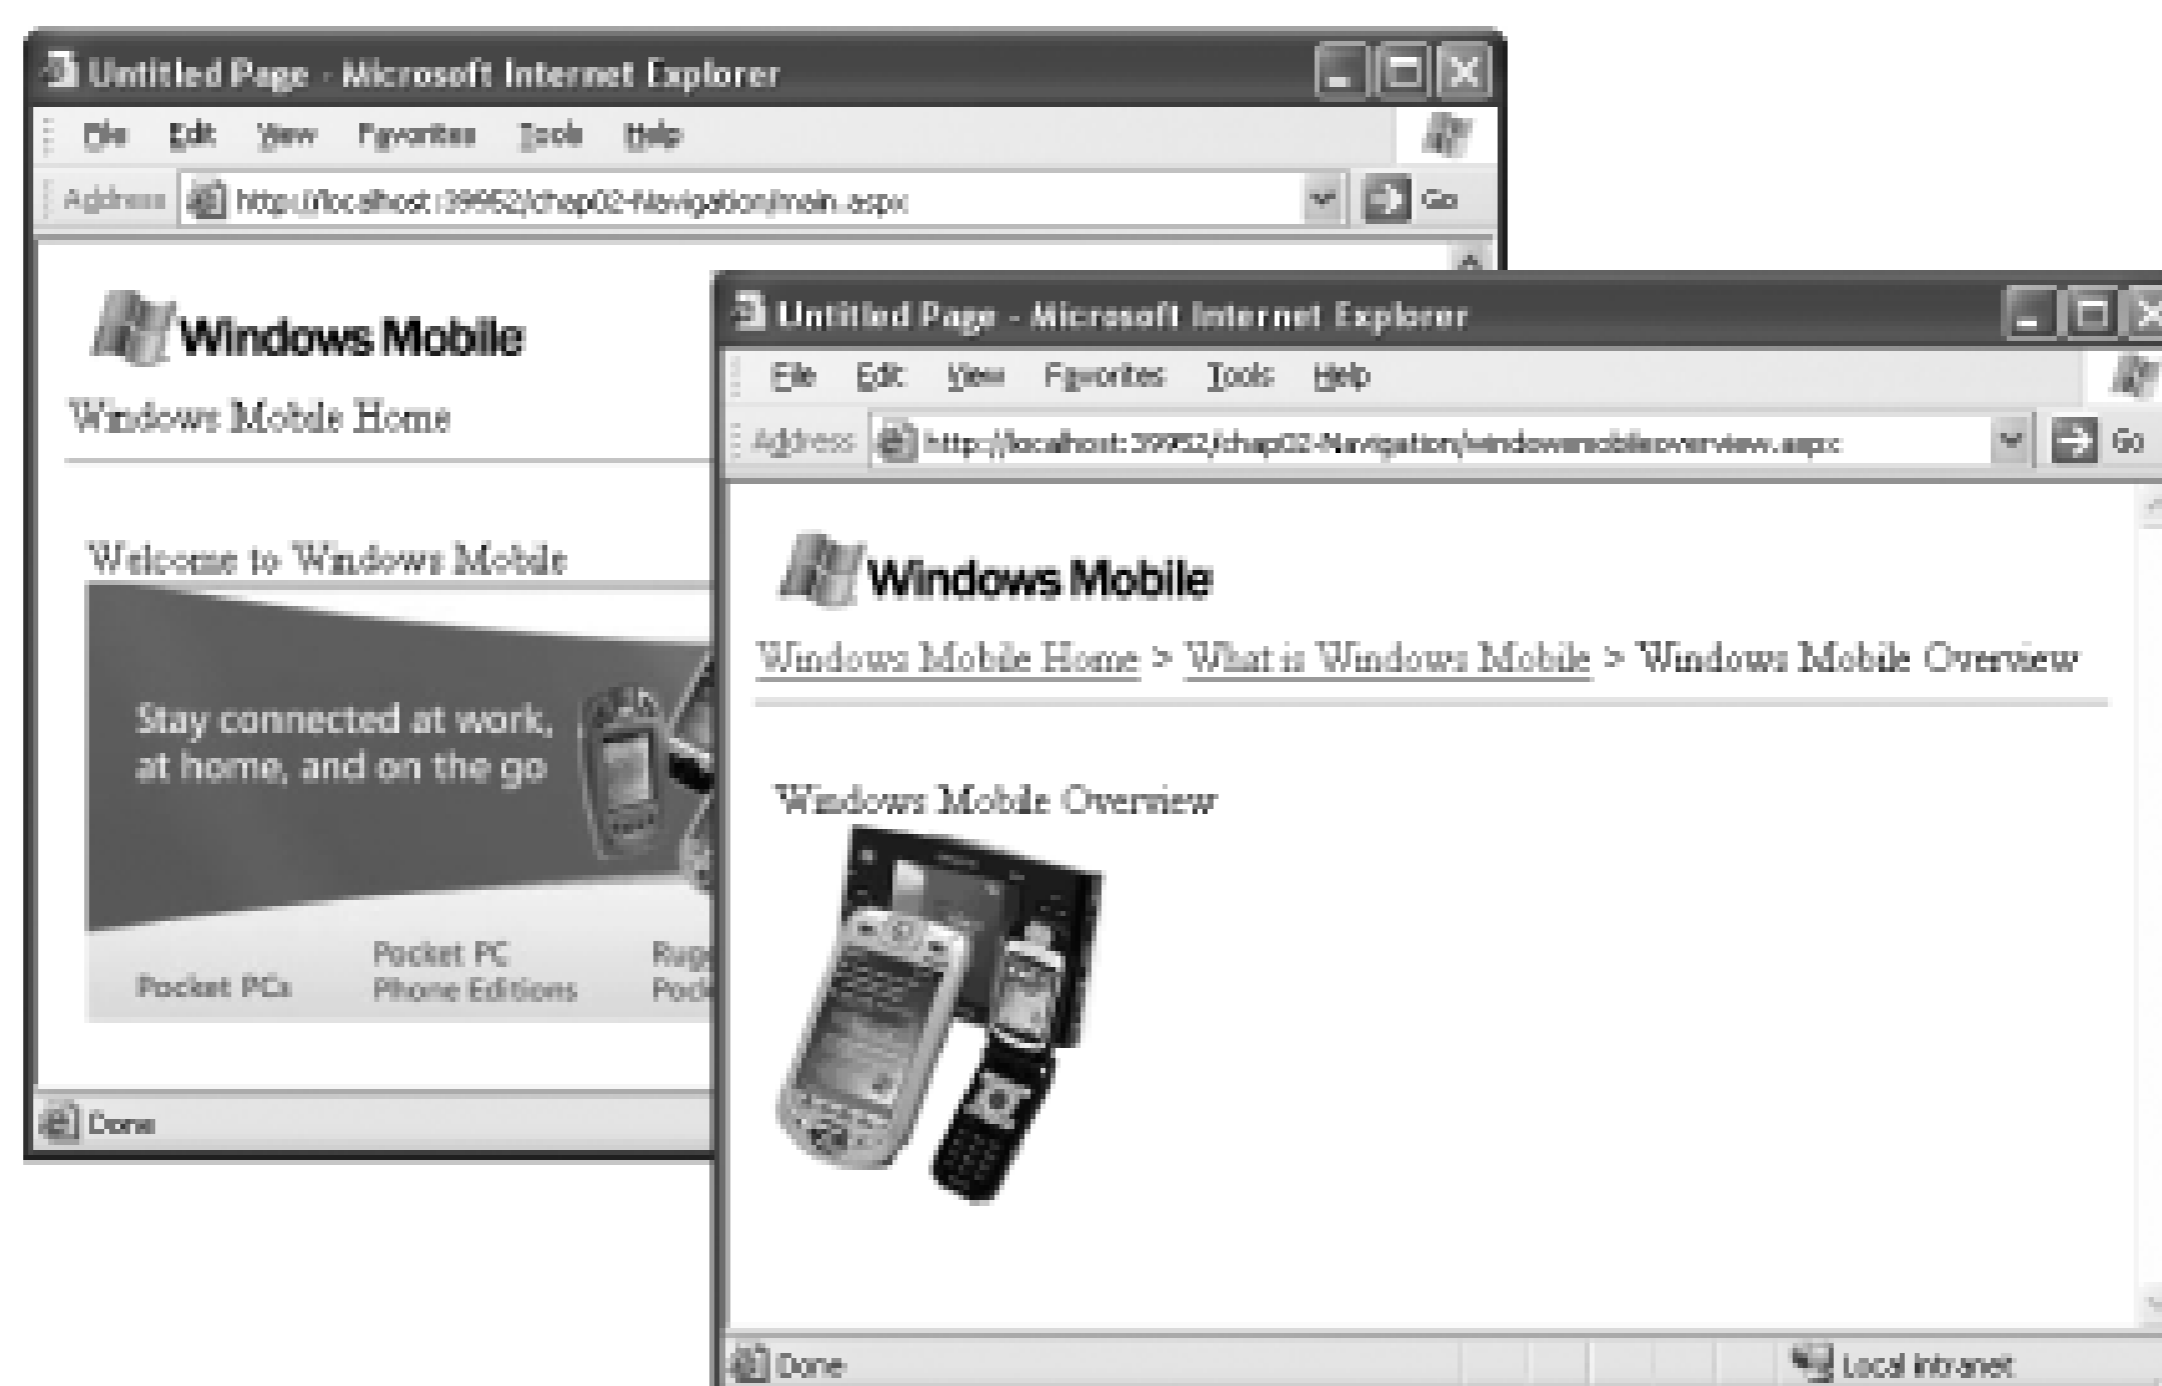 Untitled Page - Microsoft Internet Explorer
File Edit View Favorites Tools Help
Address http://localhost:39952/chap02-Navigation/main.aspx Go
Windows Mobile
Windows Mobile Home
Welcome to Windows Mobile
Stay connected at work,
at home, and on the go
Pocket PCs
Pocket PC
Phone Editions
Done
Untitled Page - Microsoft Internet Explorer
File Edit View Favorites Tools Help
Address http://localhost:39952/chap02-Navigation/windowsmobileoverview.aspx Go
Windows Mobile
Windows Mobile Home > What is Windows Mobile > Windows Mobile Overview
Windows Mobile Overview
Done
Local intranet